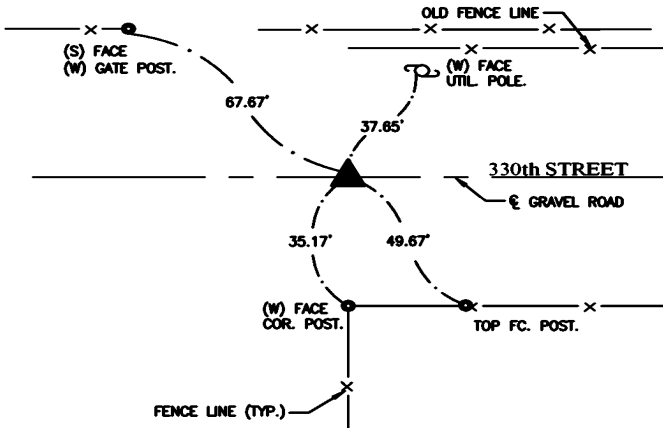 OLD FENCE LINE
(S) FACE
(W) GATE POST.
(W) FACE
UTIL. POLE.
67.67'
37.65'
330th STREET
℄ GRAVEL ROAD
35.17'
49.67'
(W) FACE
COR. POST.
TOP FC. POST.
FENCE LINE (TYP.)